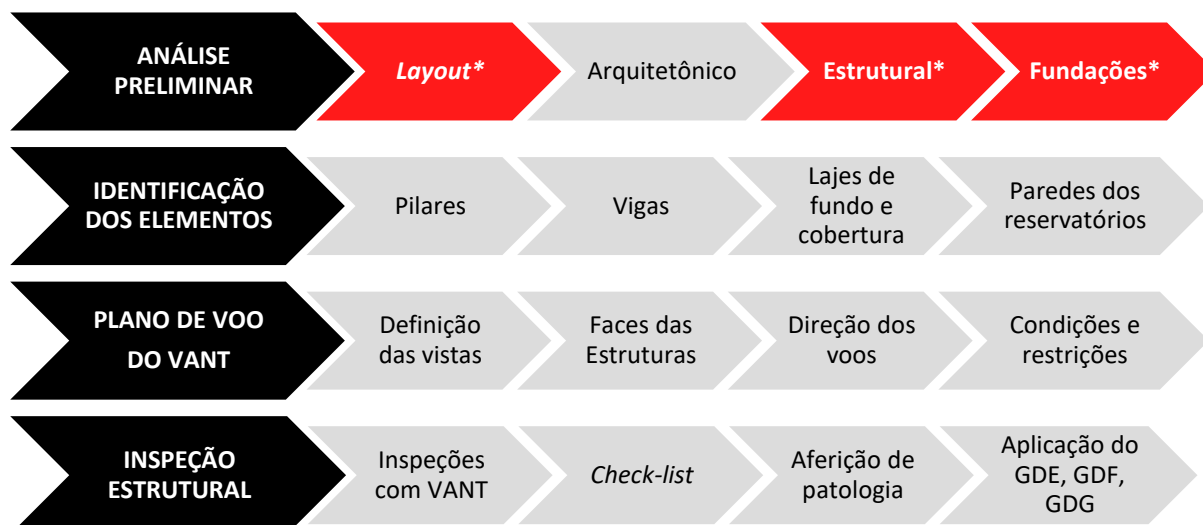 ANÁLISE
PRELIMINAR
Layout*
Arquitetônico
Estrutural*
Fundações*
IDENTIFICAÇÃO
DOS ELEMENTOS
Pilares
Vigas
Lajes de
fundo e
cobertura
Paredes dos
reservatórios
PLANO DE VOO
DO VANT
Definição
das vistas
Faces das
Estruturas
Direção dos
voos
Condições e
restrições
INSPEÇÃO
ESTRUTURAL
Inspeções
com VANT
Check-list
Aferição de
patologia
Aplicação do
GDE, GDF,
GDG